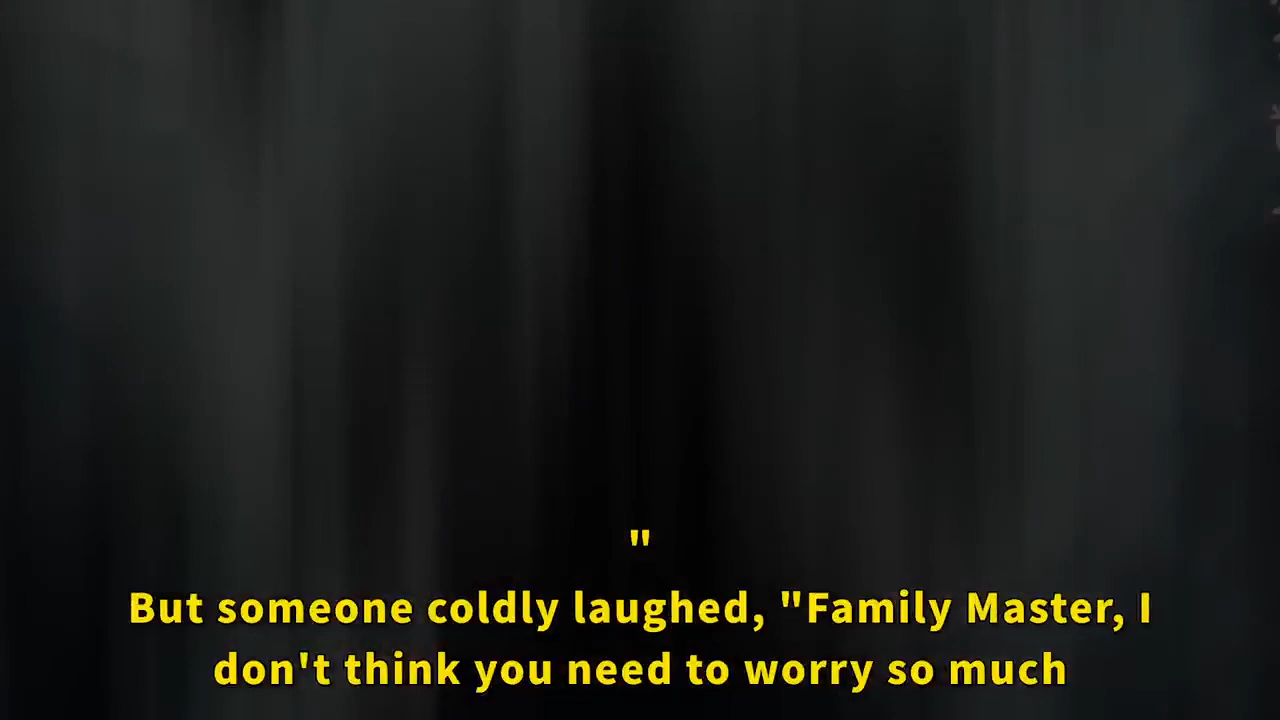 "
But someone coldly laughed, "Family Master, I
don't think you need to worry so much